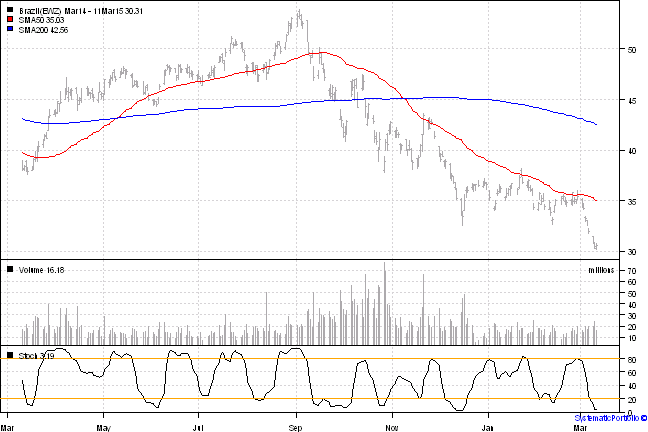 Brazil(EWZ) Mar14 - 11Mar15 30.31
SMA50 35.03
SMA200 42.56
50
45
40
35
30
Volume 16.18
millions
70
60
50
40
30
20
10
Stoch 3.19
80
60
40
20
0
Mar May Jul Sep Nov Jan Mar
SystematicPortfolio ©